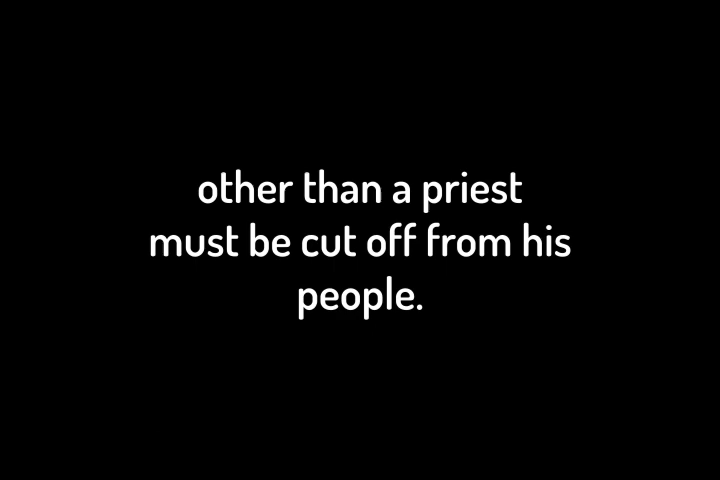 other than a priest
must be cut off from his
people.